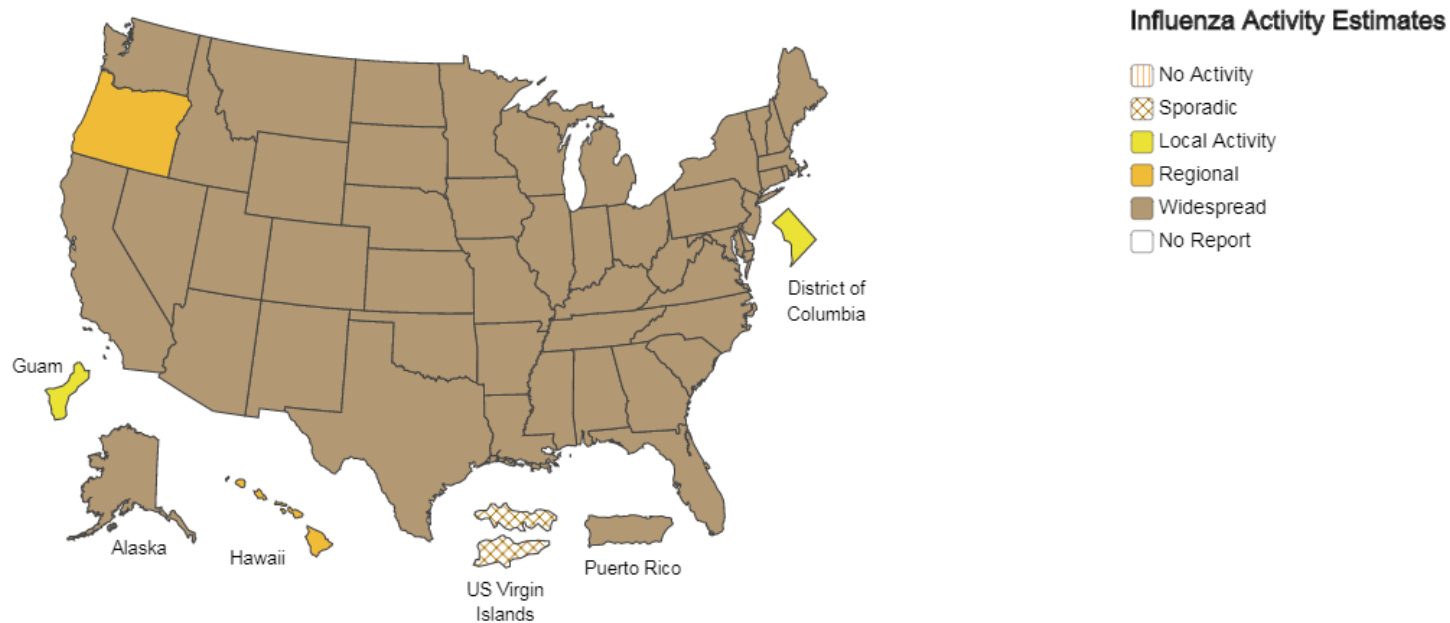 Influenza Activity Estimates
No Activity
Sporadic
Local Activity
Regional
Widespread
No Report
District of
Columbia
Guam
Alaska
Hawaii
US Virgin
Islands
Puerto Rico